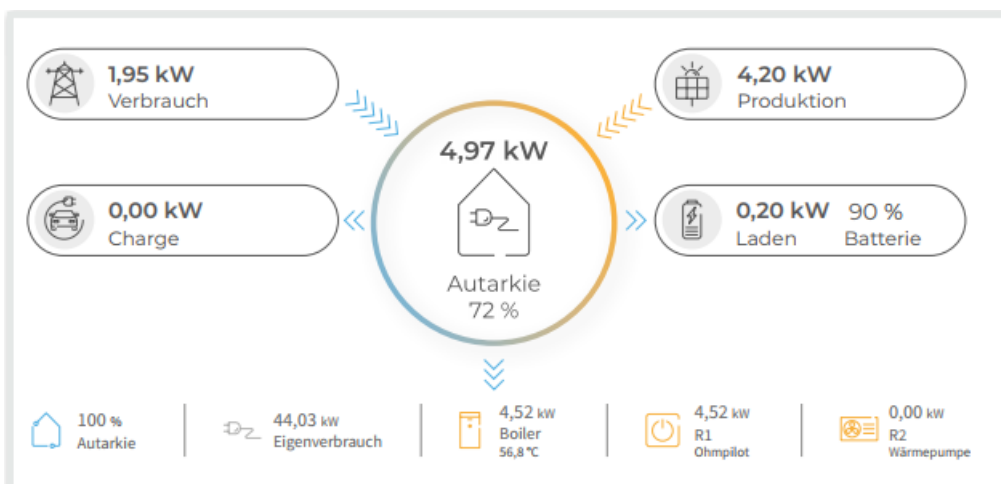 1,95 kW
Verbrauch
4,20 kW
Produktion
4,97 kW
0,00 kW
Charge
0,20 kW 90 %
Laden Batterie
Autarkie
72 %
100 %
Autarkie
44,03 kW
Eigenverbrauch
4,52 kW
Boiler
56,8 °C
4,52 kW
R1
Ohmpilot
0,00 kW
R2
Wärmepumpe